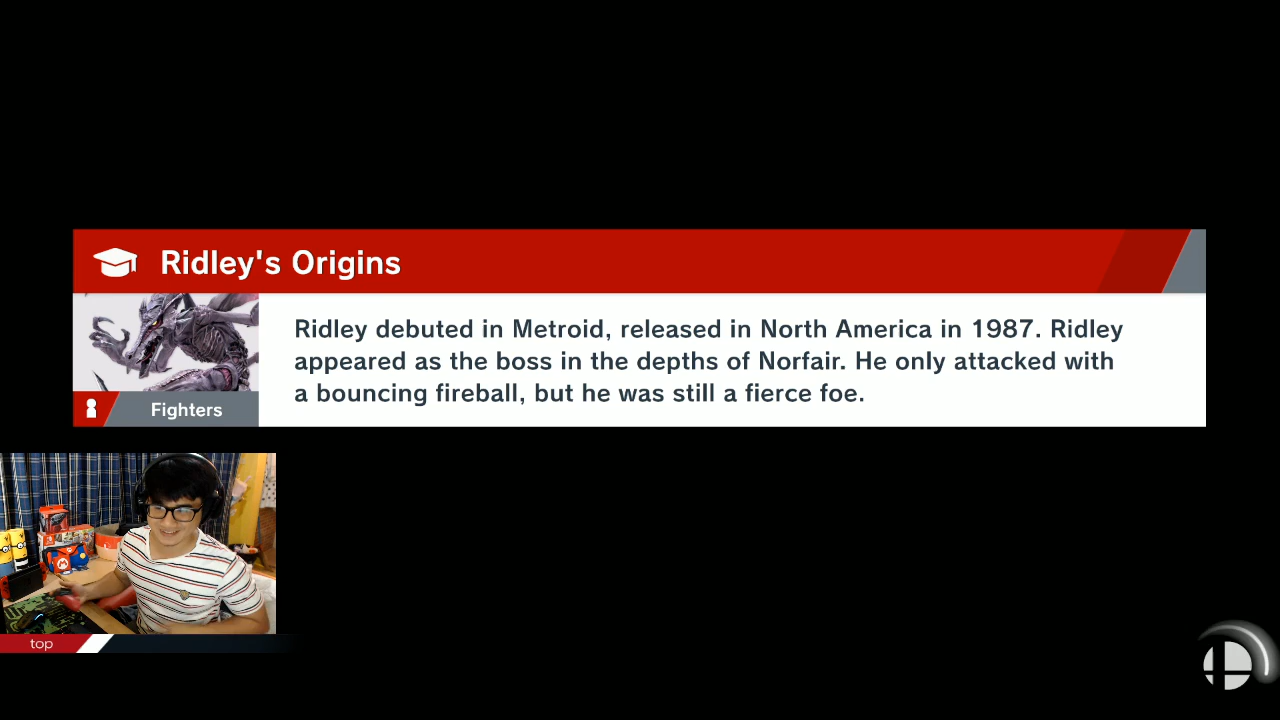 Ridley's Origins
Ridley debuted in Metroid, released in North America in 1987. Ridley
appeared as the boss in the depths of Norfair. He only attacked with
a bouncing fireball, but he was still a fierce foe.
Fighters
top